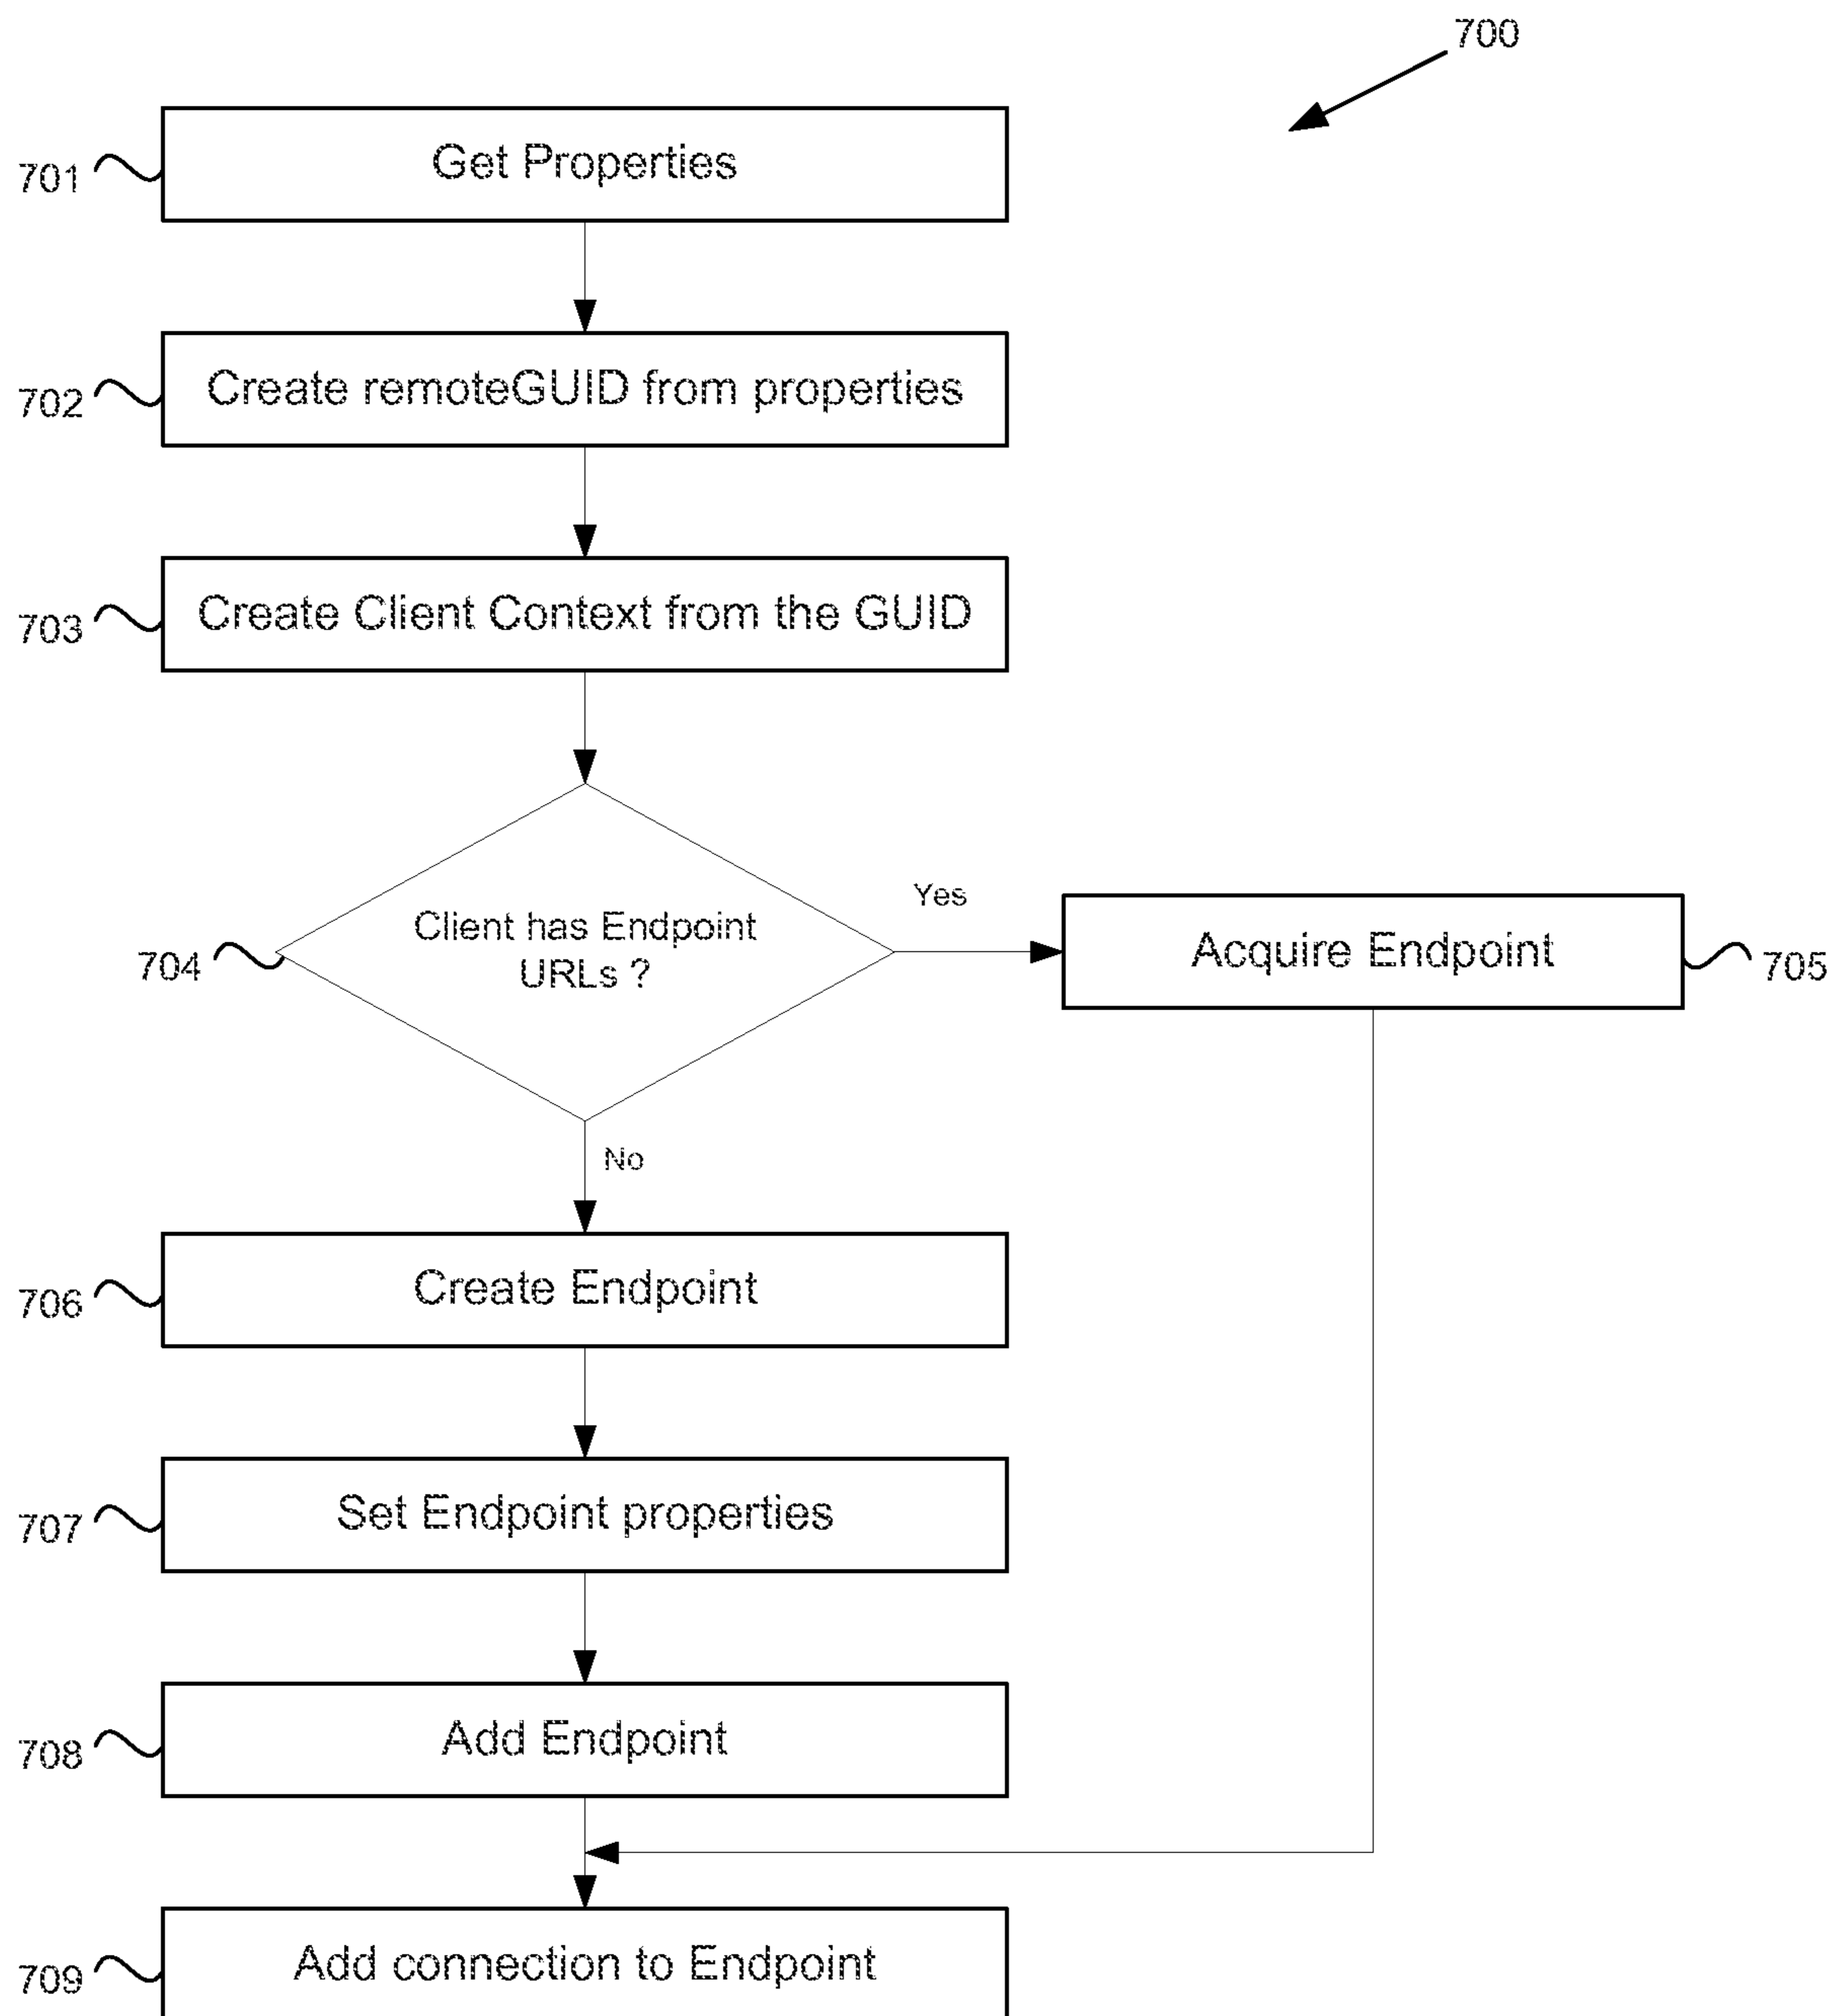 700
701
Get Properties
702
Create remoteGUID from properties
703
Create Client Context from the GUID
704
Client has Endpoint
URLs ?
Yes
Acquire Endpoint
705
No
706
Create Endpoint
707
Set Endpoint properties
708
Add Endpoint
709
Add connection to Endpoint